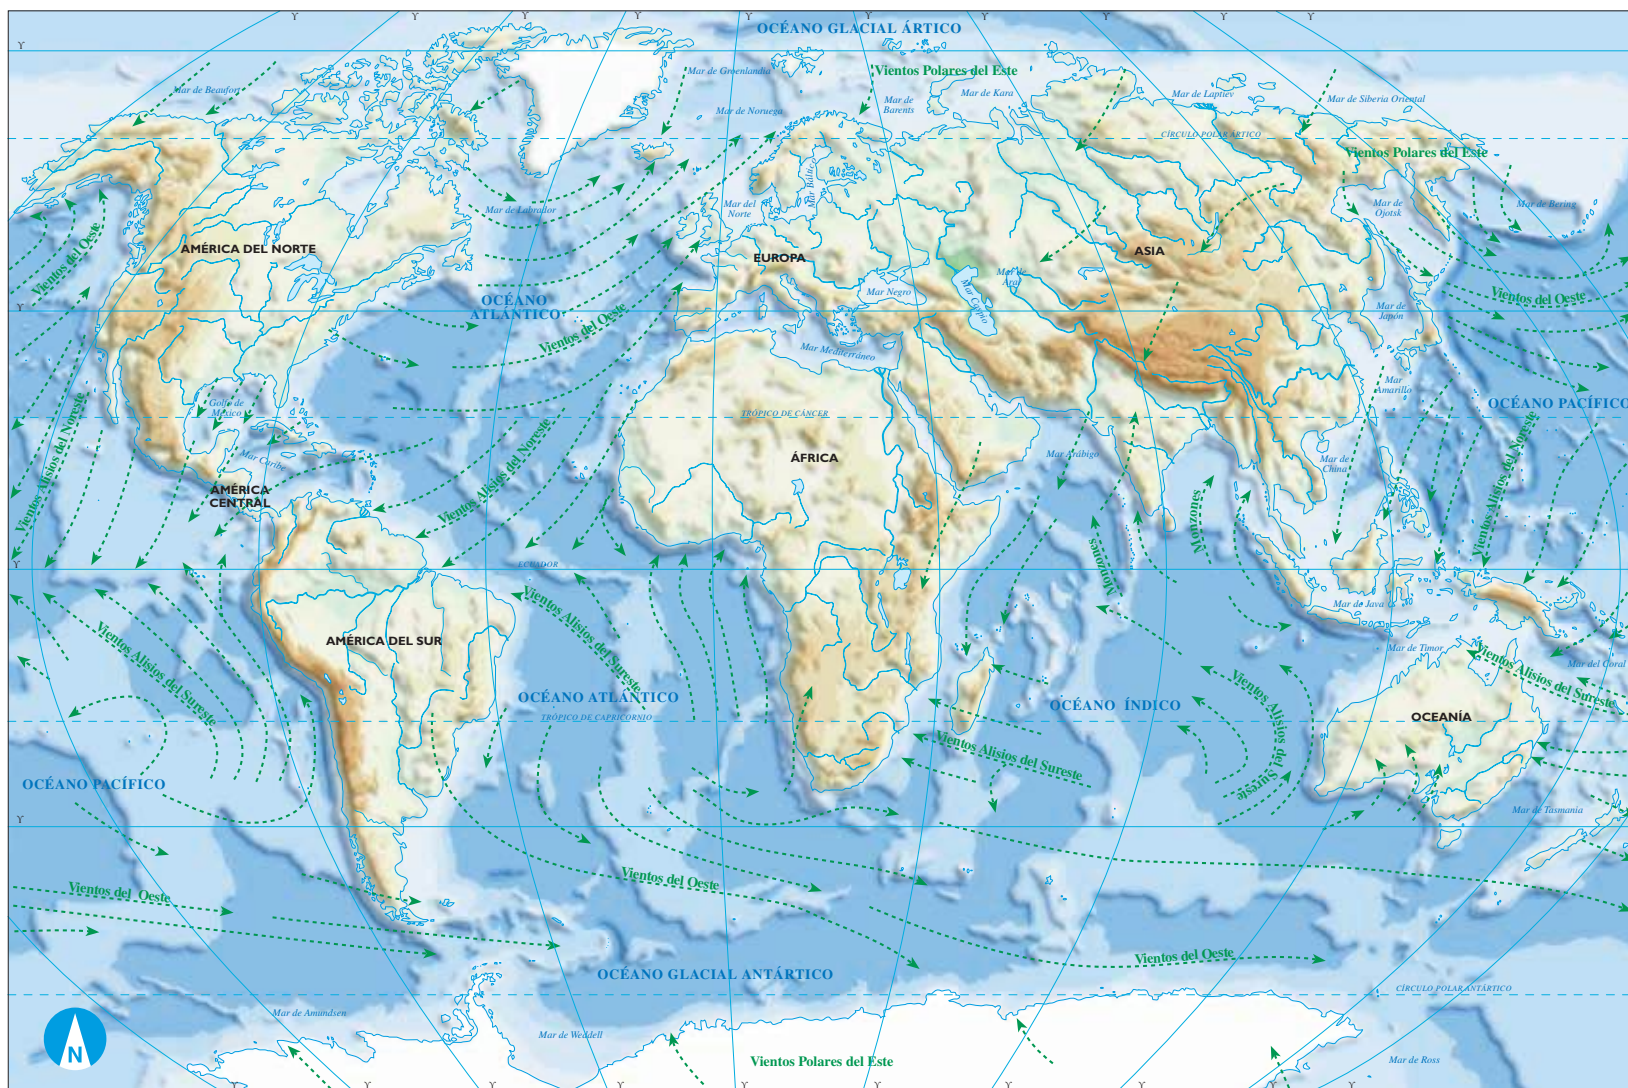 OCÉANO GLACIAL ÁRTICO
Vientos Polares del Este
Mar de Groenlandia
Mar de Beaufort
Mar de Noruega
Mar de
Barents
Mar de Kara
Mar de Laptiev
Mar de Siberia Oriental
CÍRCULO POLAR ÁRTICO
Vientos Polares del Este
Mar de Labrador
Mar del
Norte
Mar Báltico
Mar de
Ojotsk
Mar de Bering
Vientos del Oeste
AMÉRICA DEL NORTE
EUROPA
ASIA
Mar de
Aral
Mar Negro
Mar Caspio
OCÉANO
ATLÁNTICO
Vientos del Oeste
Vientos del Oeste
Mar de
Japón
Mar Mediterráneo
Mar
Amarillo
Golfo de
México
TRÓPICO DE CÁNCER
OCÉANO PACÍFICO
Vientos Alisios del Noreste
Vientos Alisios del Noreste
Vientos Alisios del Noreste
Mar Caribe
ÁFRICA
Mar Arábigo
Mar de
China
AMÉRICA
CENTRAL
Monzones
Monzones
ECUADOR
Mar de Java
AMÉRICA DEL SUR
Vientos Alisios del Sureste
Vientos Alisios del Sureste
Mar de Timor
Mar del Coral
Vientos Alisios del Sureste
OCÉANO ATLÁNTICO
TRÓPICO DE CAPRICORNIO
OCÉANO ÍNDICO
Vientos Alisios del Sureste
OCEANÍA
Vientos Alisios del Sureste
OCÉANO PACÍFICO
Mar de Tasmania
Vientos del Oeste
Vientos del Oeste
Vientos del Oeste
OCÉANO GLACIAL ANTÁRTICO
CÍRCULO POLAR ANTÁRTICO
Mar de Amundsen
Mar de Weddell
Vientos Polares del Este
Mar de Ross
N